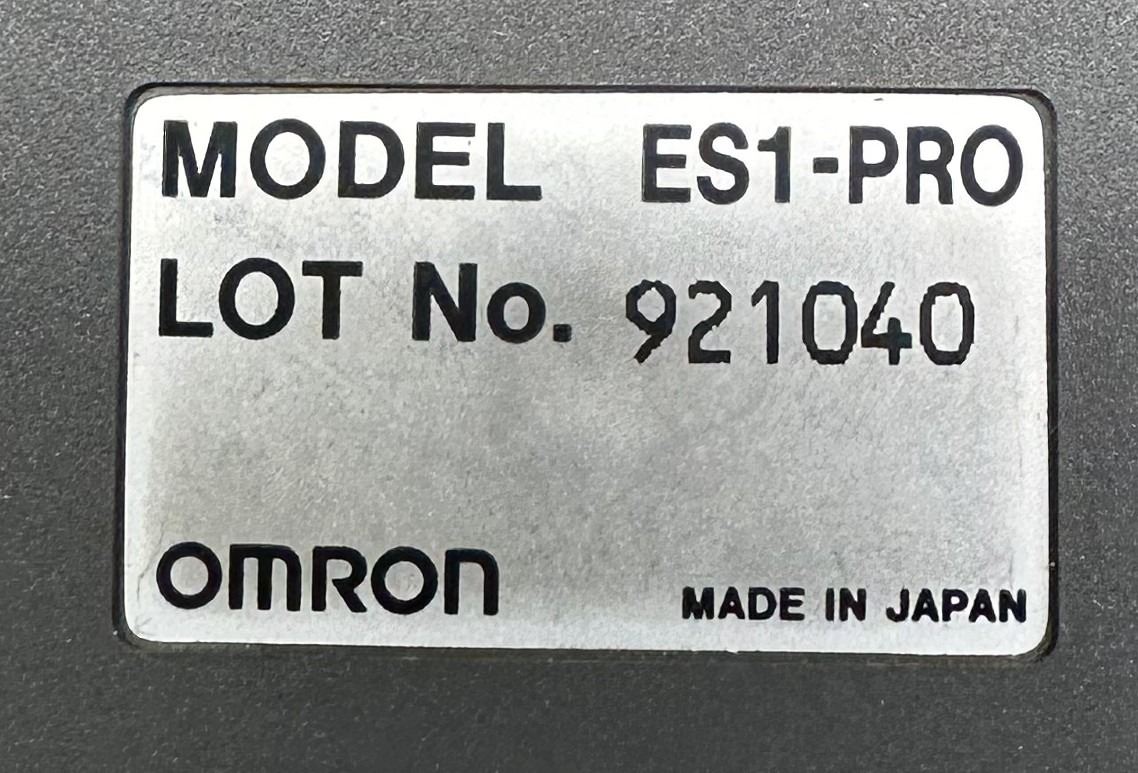 MODEL ES1-PRO
LOT No. 921040
OMRON
MADE IN JAPAN